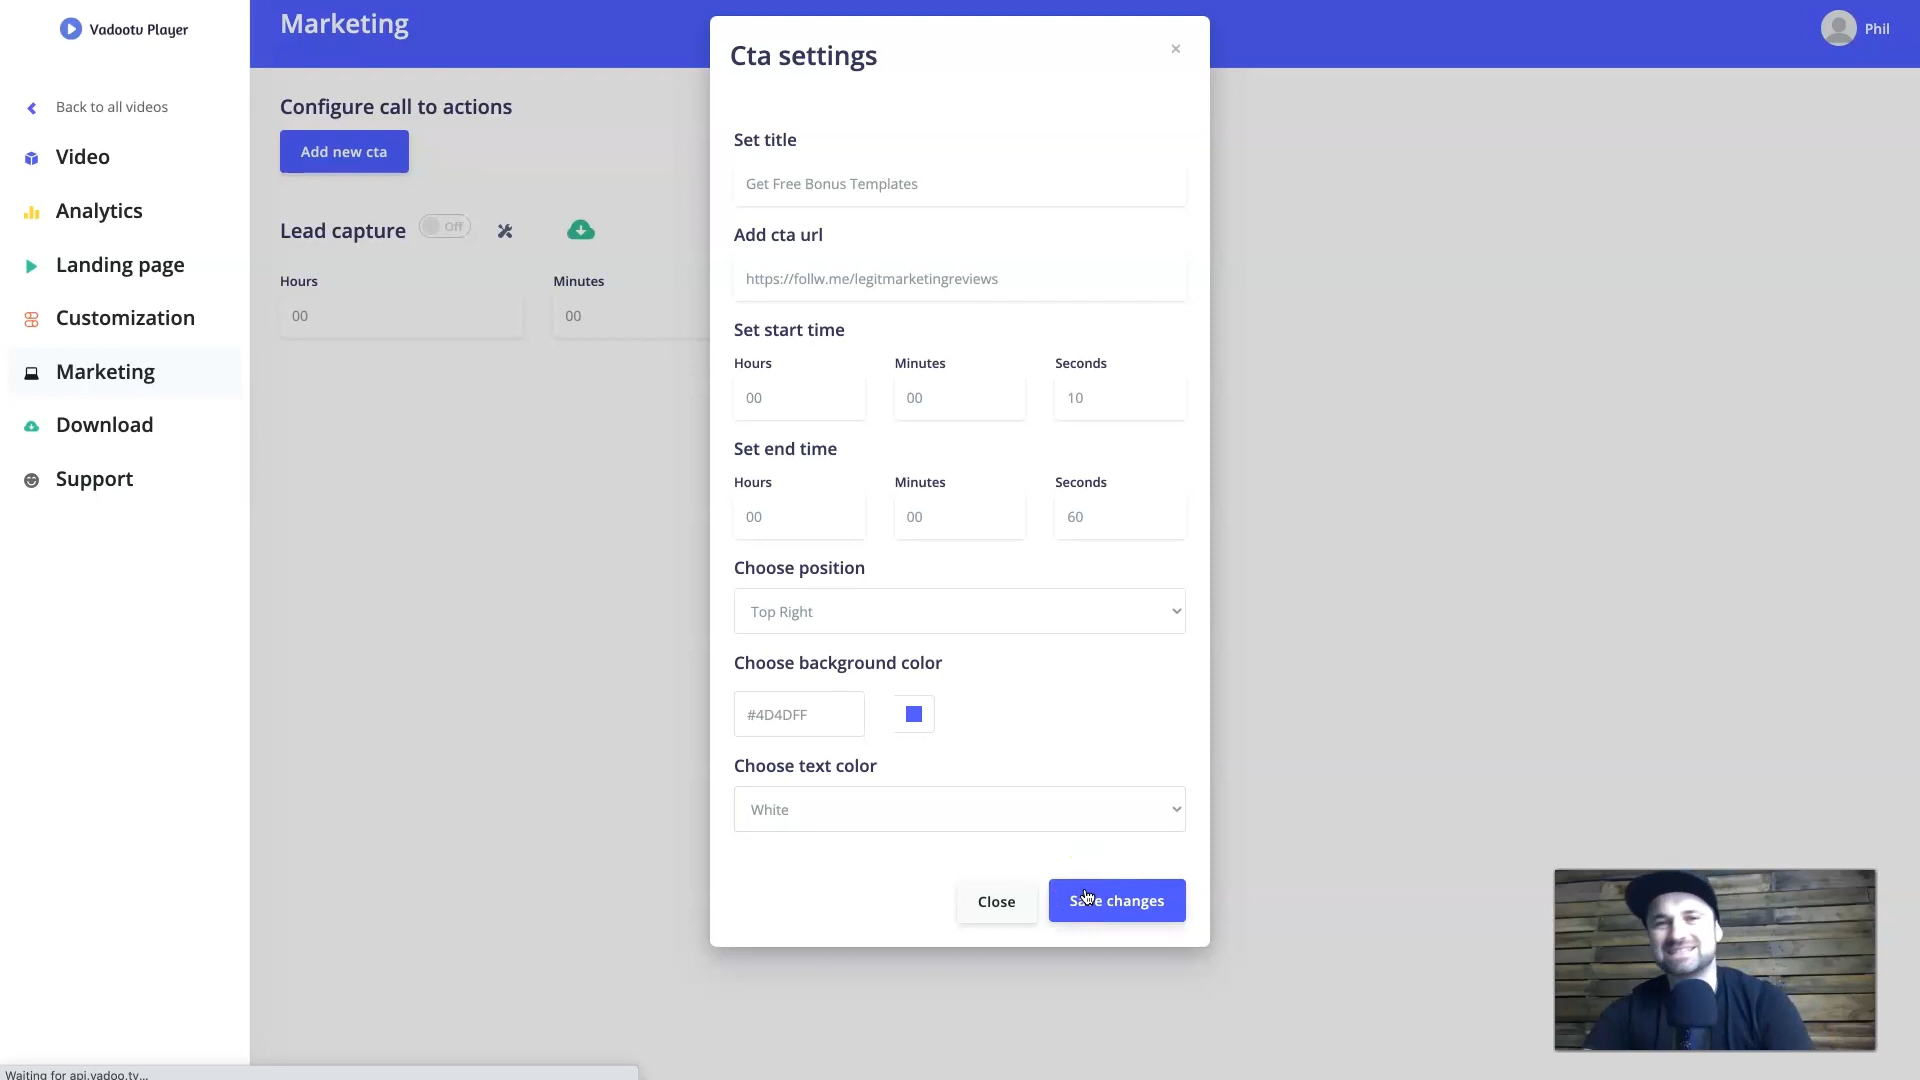 Vadootv Player
Back to all videos
Video
Analytics
Landing page
Customization
Marketing
Download
Support
Waiting for api.vadoo.tv...
Marketing
Phil
Configure call to actions
Add new cta
Lead capture
Off
Hours
Minutes
00
00
Cta settings
×
Set title
Get Free Bonus Templates
Add cta url
https://follw.me/legitmarketingreviews
Set start time
Hours
Minutes
Seconds
00
00
10
Set end time
Hours
Minutes
Seconds
00
00
60
Choose position
Top Right
Choose background color
#4D4DFF
Choose text color
White
Close
Save changes